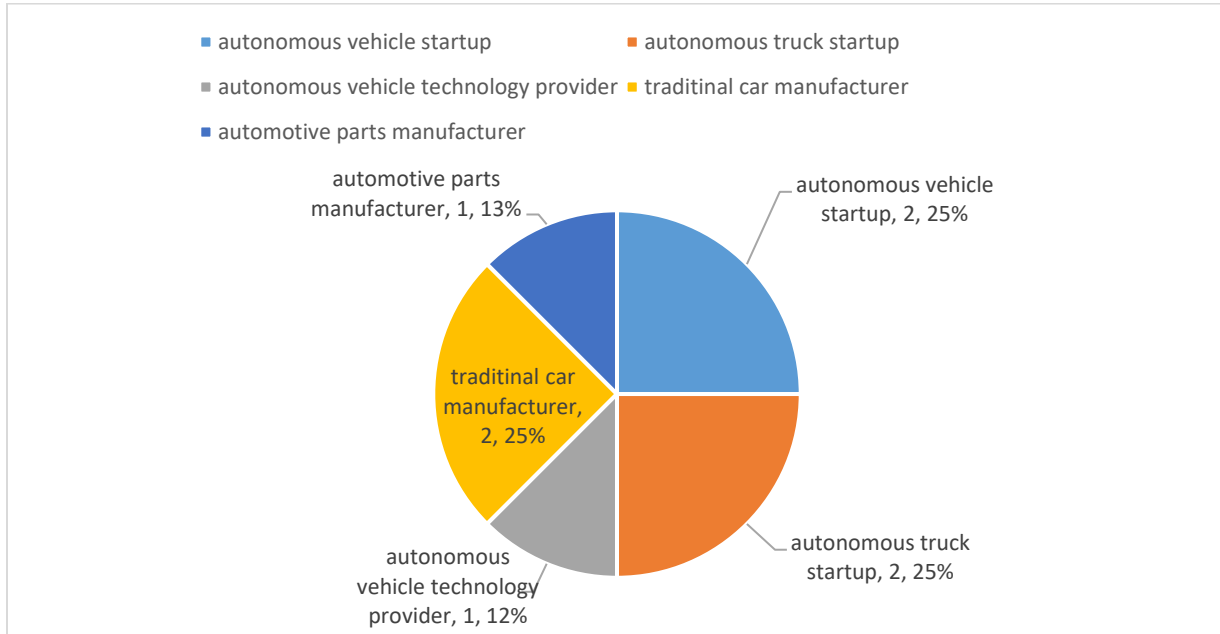 autonomous vehicle startup
autonomous truck startup
autonomous vehicle technology provider
traditinal car manufacturer
automotive parts manufacturer
automotive parts
manufacturer, 1, 13%
autonomous vehicle
startup, 2, 25%
traditinal car
manufacturer,
2, 25%
autonomous
vehicle technology
provider, 1, 12%
autonomous truck
startup, 2, 25%